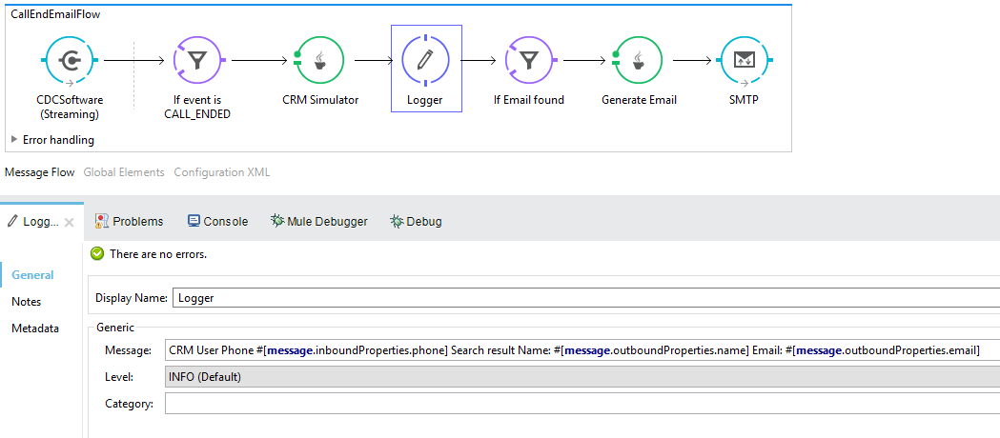 CallEndEmailFlow
CDCSoftware
(Streaming)
If event is
CALL_ENDED
CRM Simulator
Logger
If Email found
Generate Email
SMTP
Error handling
Message Flow Global Elements Configuration XML
Logg... Problems Console Mule Debugger Debug
There are no errors.
General
Notes
Metadata
Display Name: Logger
Generic
Message: CRM User Phone #[message.inboundProperties.phone] Search result Name: #[message.outboundProperties.name] Email: #[message.outboundProperties.email]
Level: INFO (Default)
Category: